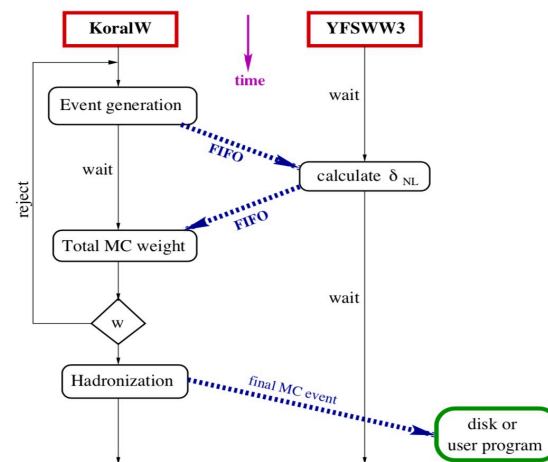 KoralW
YFSWW3
time
Event generation
wait
FIFO
wait
calculate δ NL
reject
FIFO
Total MC weight
wait
w
Hadronization
final MC event
disk or
user program